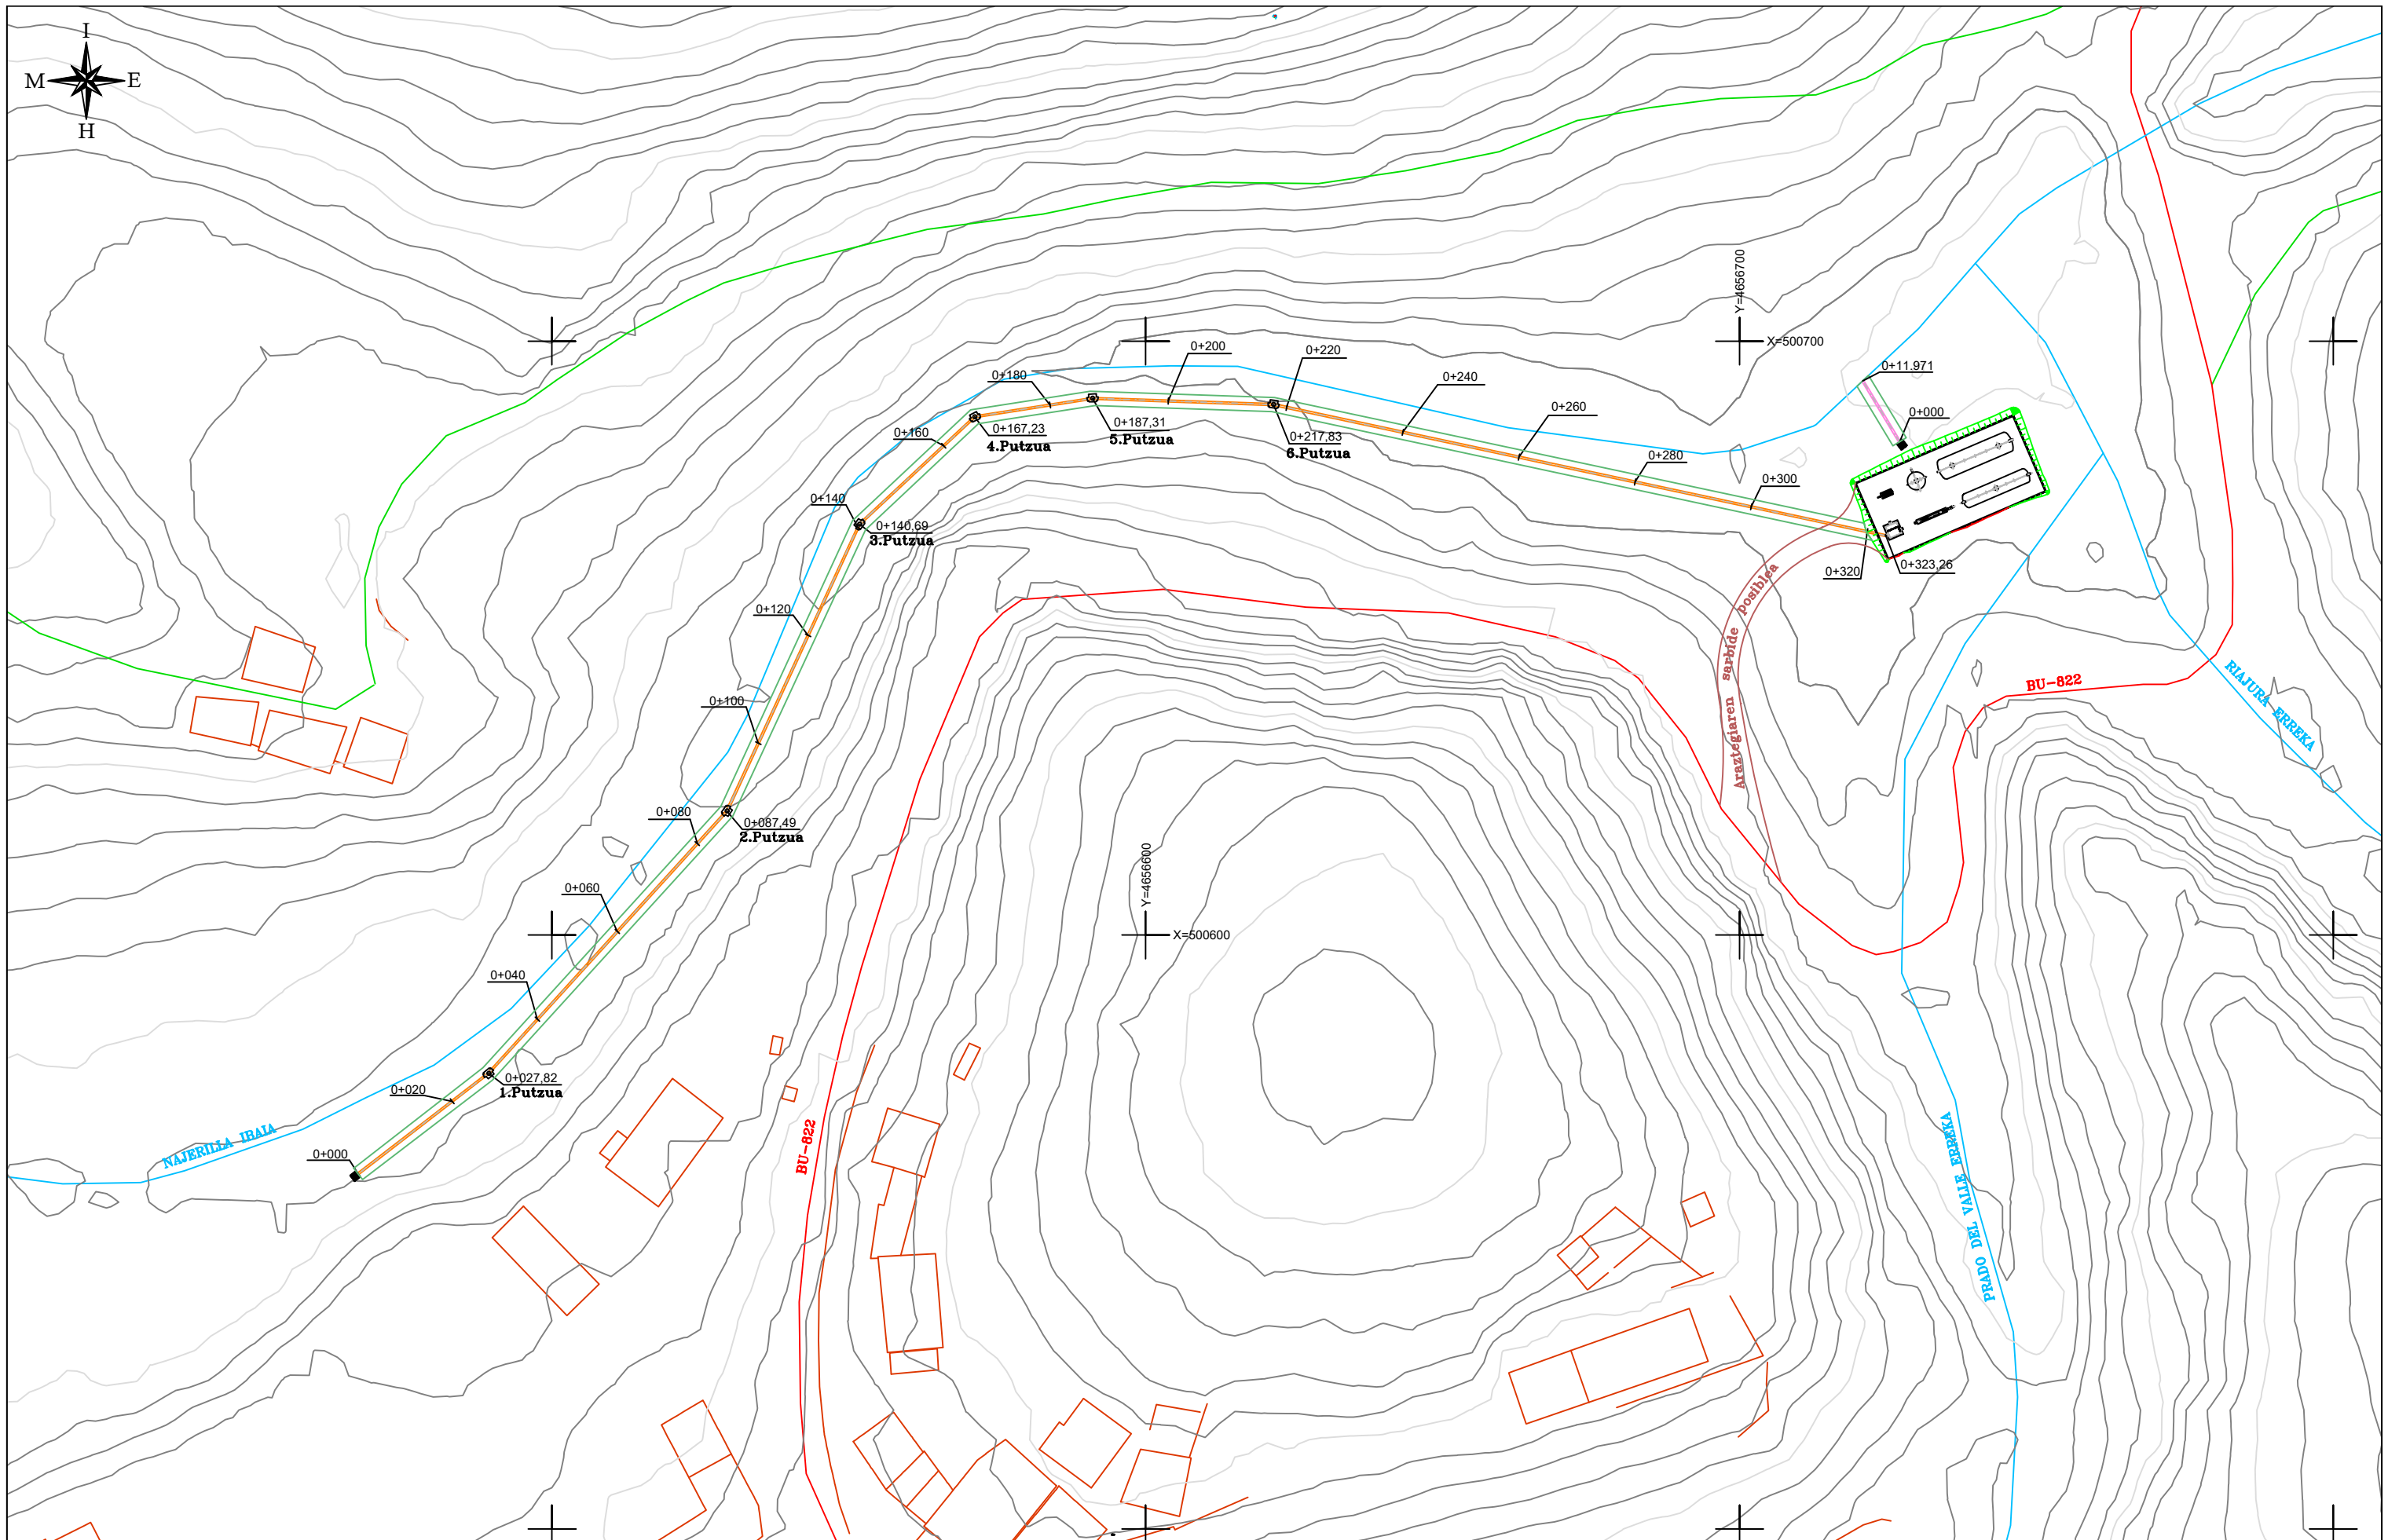 I
M E
H
Y=4656700
X=500700
0+200
0+220
0+180
0+240
0+11.971
0+260
0+000
0+160
0+167,23
4.Putzua
0+187,31
5.Putzua
0+217,83
6.Putzua
0+280
0+300
0+140
0+140,69
3.Putzua
0+320
0+323,26
Araztegiaren sarbide posiblea
0+120
0+100
BU-822
RIAJURA ERREKA
0+080
0+087,49
2.Putzua
0+060
Y=4656600
X=500600
0+040
0+027,82
1.Putzua
0+020
NAJERILLA IBAIA
0+000
BU-822
PRADO DEL VALLE ERREKA